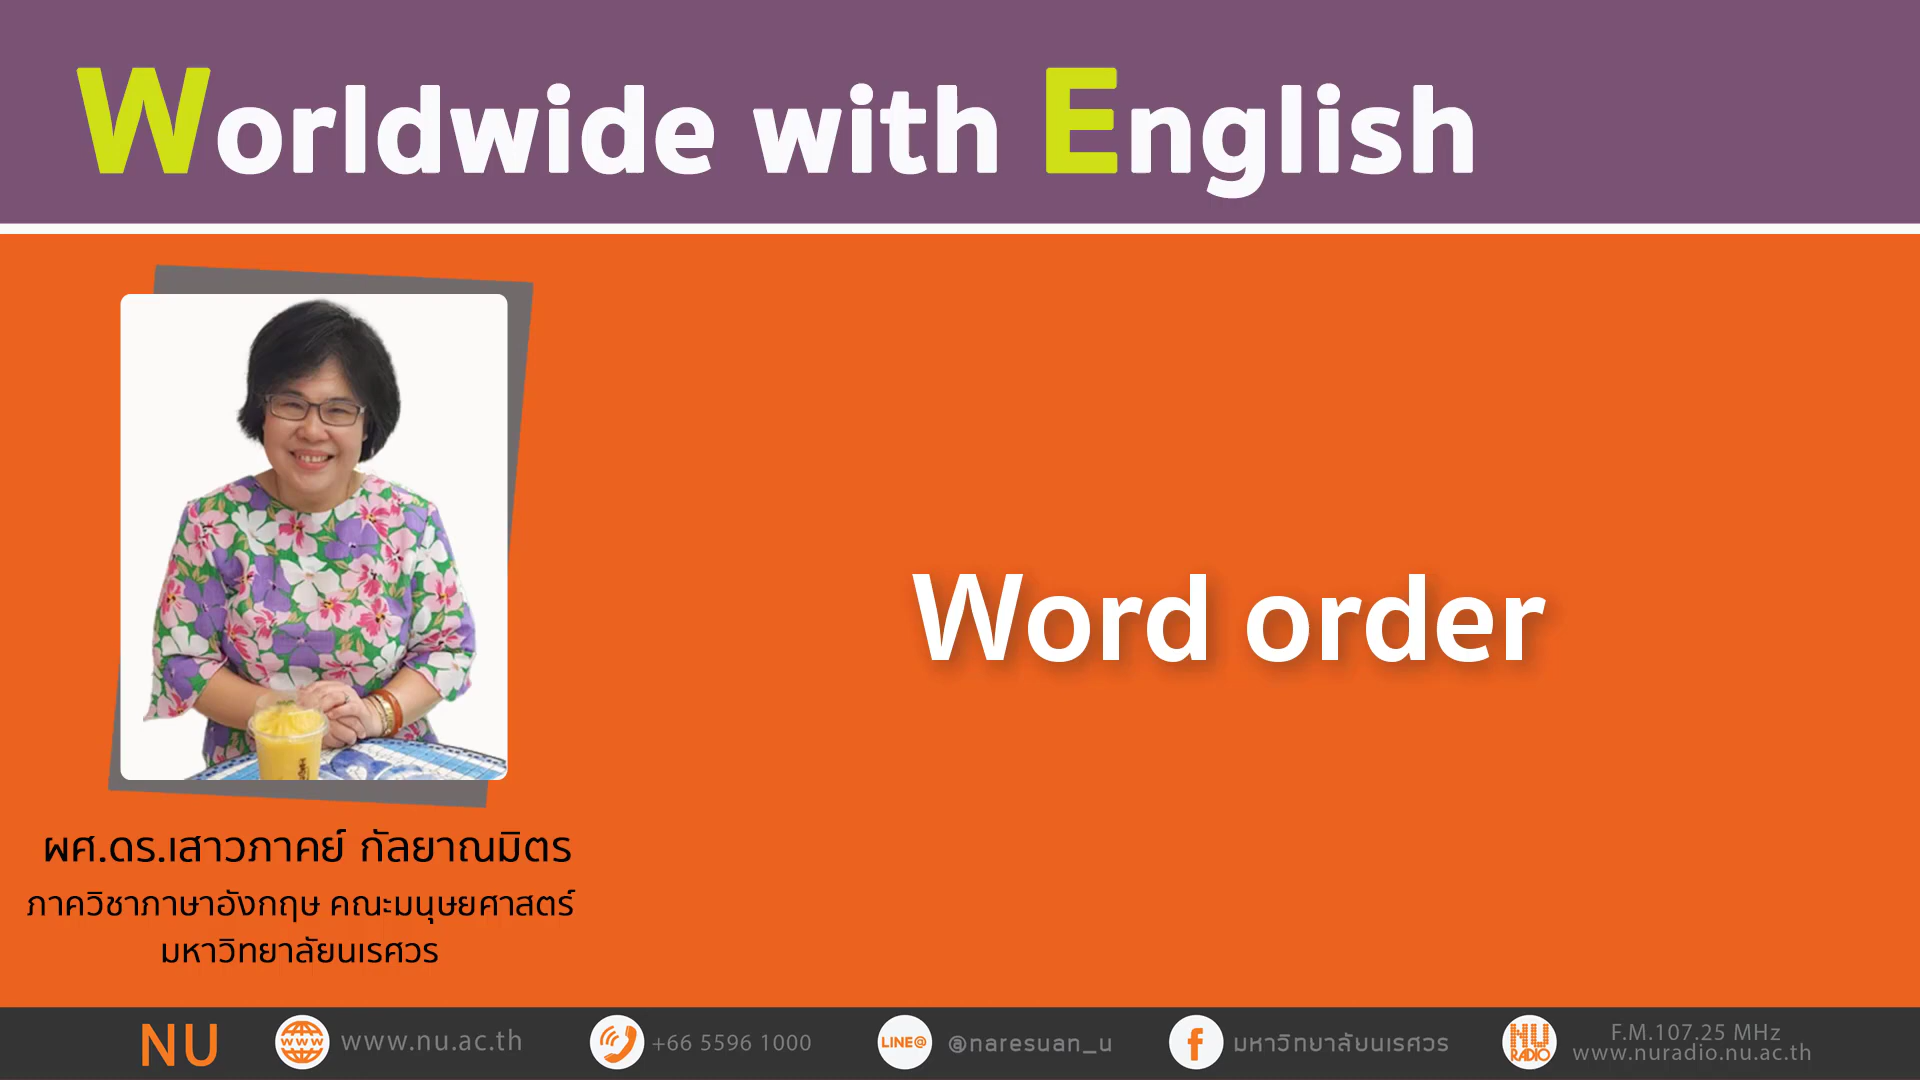 Worldwide with English
Word order
ผศ.ดร.เสาวภาคย์ กัลยาณมิตร
ภาควิชาภาษาอังกฤษ คณะมนุษยศาสตร์
มหาวิทยาลัยนเรศวร
NU
www
www.nu.ac.th
+66 5596 1000
LINE@
@naresuan_u
f
มหาวิทยาลัยนเรศวร
NU
RADIO
F.M.107.25 MHz
www.nuradio.nu.ac.th